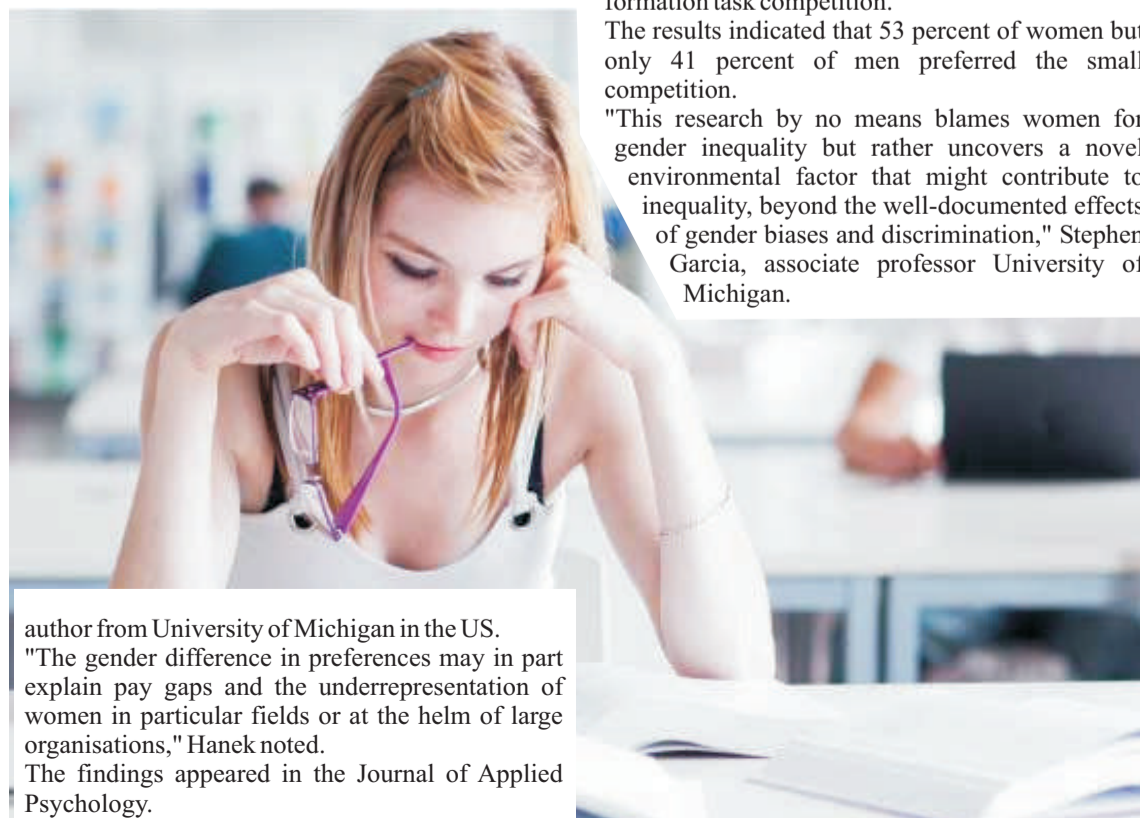 author from University of Michigan in the US.
"The gender difference in preferences may in part
explain pay gaps and the underrepresentation of
women in particular fields or at the helm of large
organisations," Hanek noted.
The findings appeared in the Journal of Applied
Psychology.
formation task competition.
The results indicated that 53 percent of women but
only 41 percent of men preferred the small
competition.
"This research by no means blames women for
gender inequality but rather uncovers a novel
environmental factor that might contribute to
inequality, beyond the well-documented effects
of gender biases and discrimination," Stephen
Garcia, associate professor University of
Michigan.